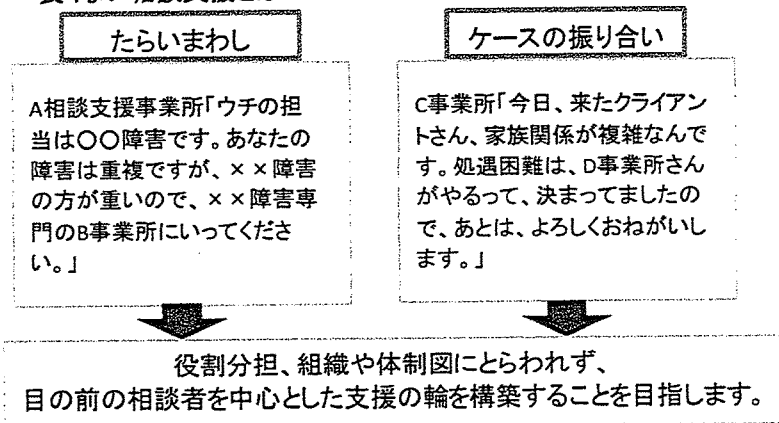 たらいまわし
A相談支援事業所「ウチの担
当は〇〇障害です。あなたの
障害は重複ですが、××障害
の方が重いので、××障害専
門のB事業所にいってくださ
い。」
ケースの振り合い
C事業所「今日、来たクライアン
トさん、家族関係が複雑なんで
す。処遇困難は、D事業所さん
がやるって、決まってましたの
で、あとは、よろしくおねがいし
ます。」
役割分担、組織や体制図にとらわれず、
目の前の相談者を中心とした支援の輪を構築することを目指します。